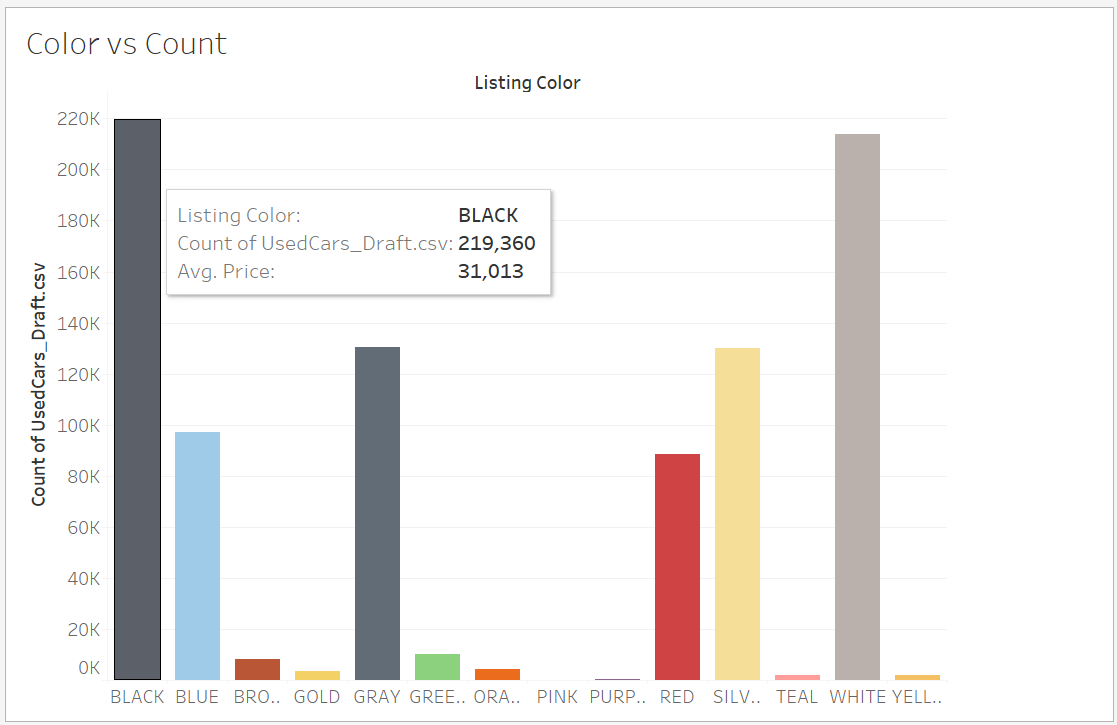 Color vs Count
Listing Color
Count of UsedCars_Draft.csv
220K
200K
180K
160K
140K
120K
100K
80K
60K
40K
20K
0K
Listing Color: BLACK
Count of UsedCars_Draft.csv: 219,360
Avg. Price: 31,013
BLACK BLUE BRO.. GOLD GRAY GREE.. ORA.. PINK PURP.. RED SILV.. TEAL WHITE YELL..